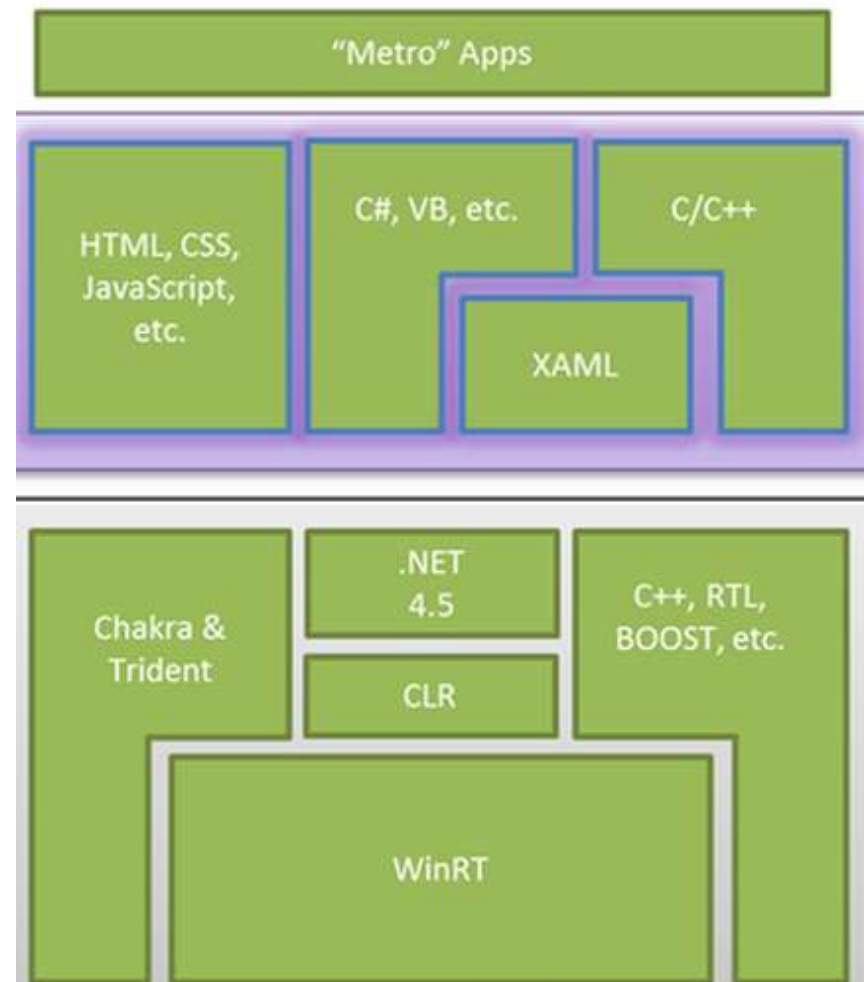 “Metro” Apps
HTML, CSS,
JavaScript,
etc.
C#, VB, etc.
C/C++
XAML
Chakra &
Trident
.NET
4.5
CLR
C++, RTL,
BOOST, etc.
WinRT